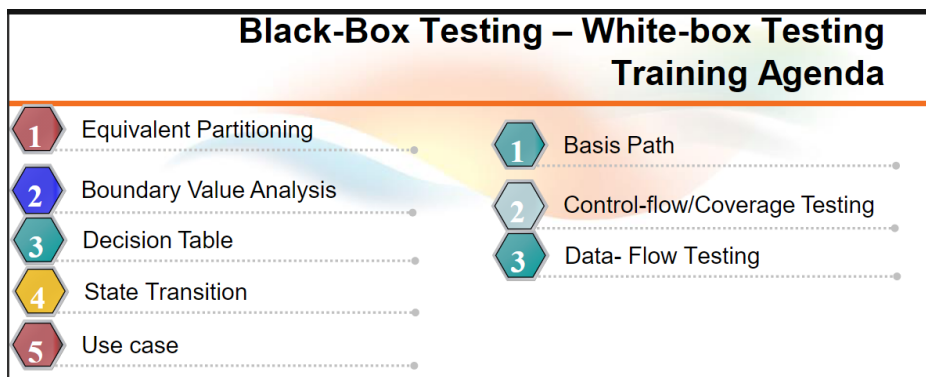 Black-Box Testing – White-box Testing
Training Agenda
1 Equivalent Partitioning
2 Boundary Value Analysis
3 Decision Table
4 State Transition
5 Use case
1 Basis Path
2 Control-flow/Coverage Testing
3 Data- Flow Testing